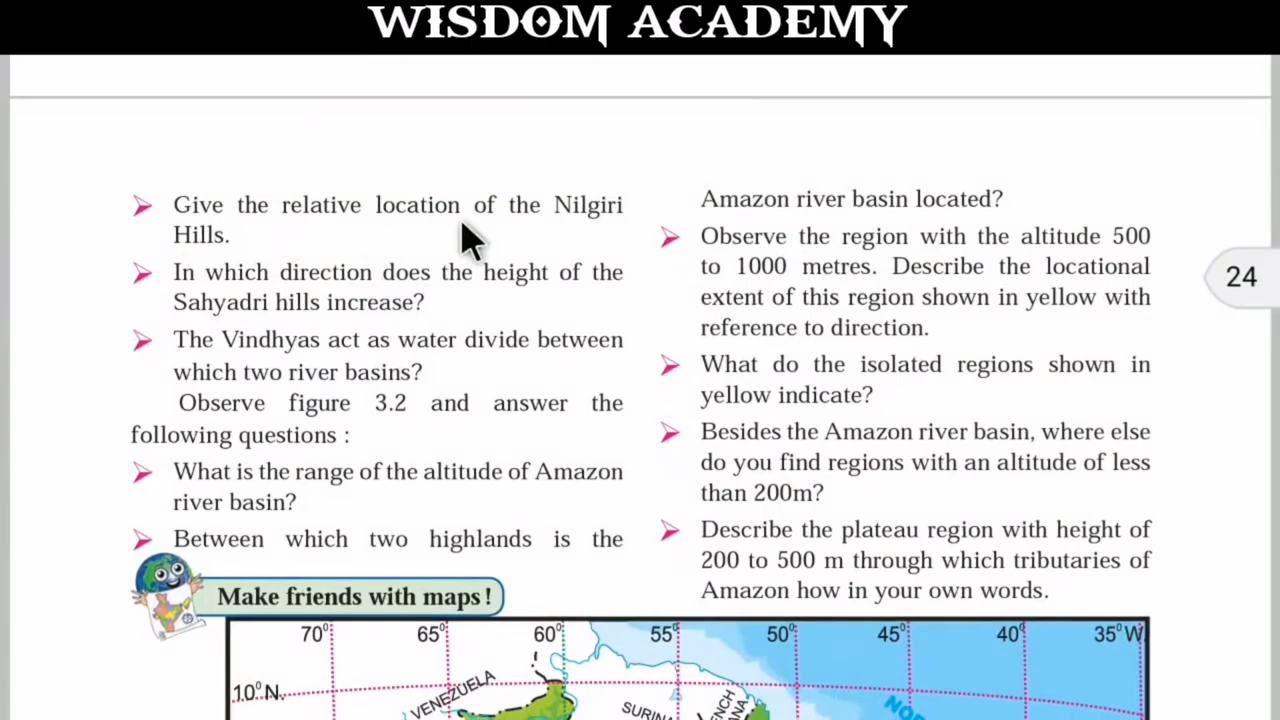 WISDOM ACADEMY
Give the relative location of the Nilgiri
Hills.
In which direction does the height of the
Sahyadri hills increase?
The Vindhyas act as water divide between
which two river basins?
Observe figure 3.2 and answer the
following questions :
What is the range of the altitude of Amazon
river basin?
Between which two highlands is the
Amazon river basin located?
Observe the region with the altitude 500
to 1000 metres. Describe the locational
extent of this region shown in yellow with
reference to direction.
What do the isolated regions shown in
yellow indicate?
Besides the Amazon river basin, where else
do you find regions with an altitude of less
than 200m?
Describe the plateau region with height of
200 to 500 m through which tributaries of
Amazon how in your own words.
24
Make friends with maps!
70° 65° 60° 55° 50° 45° 40° 35°W
10°N.
VENEZUELA